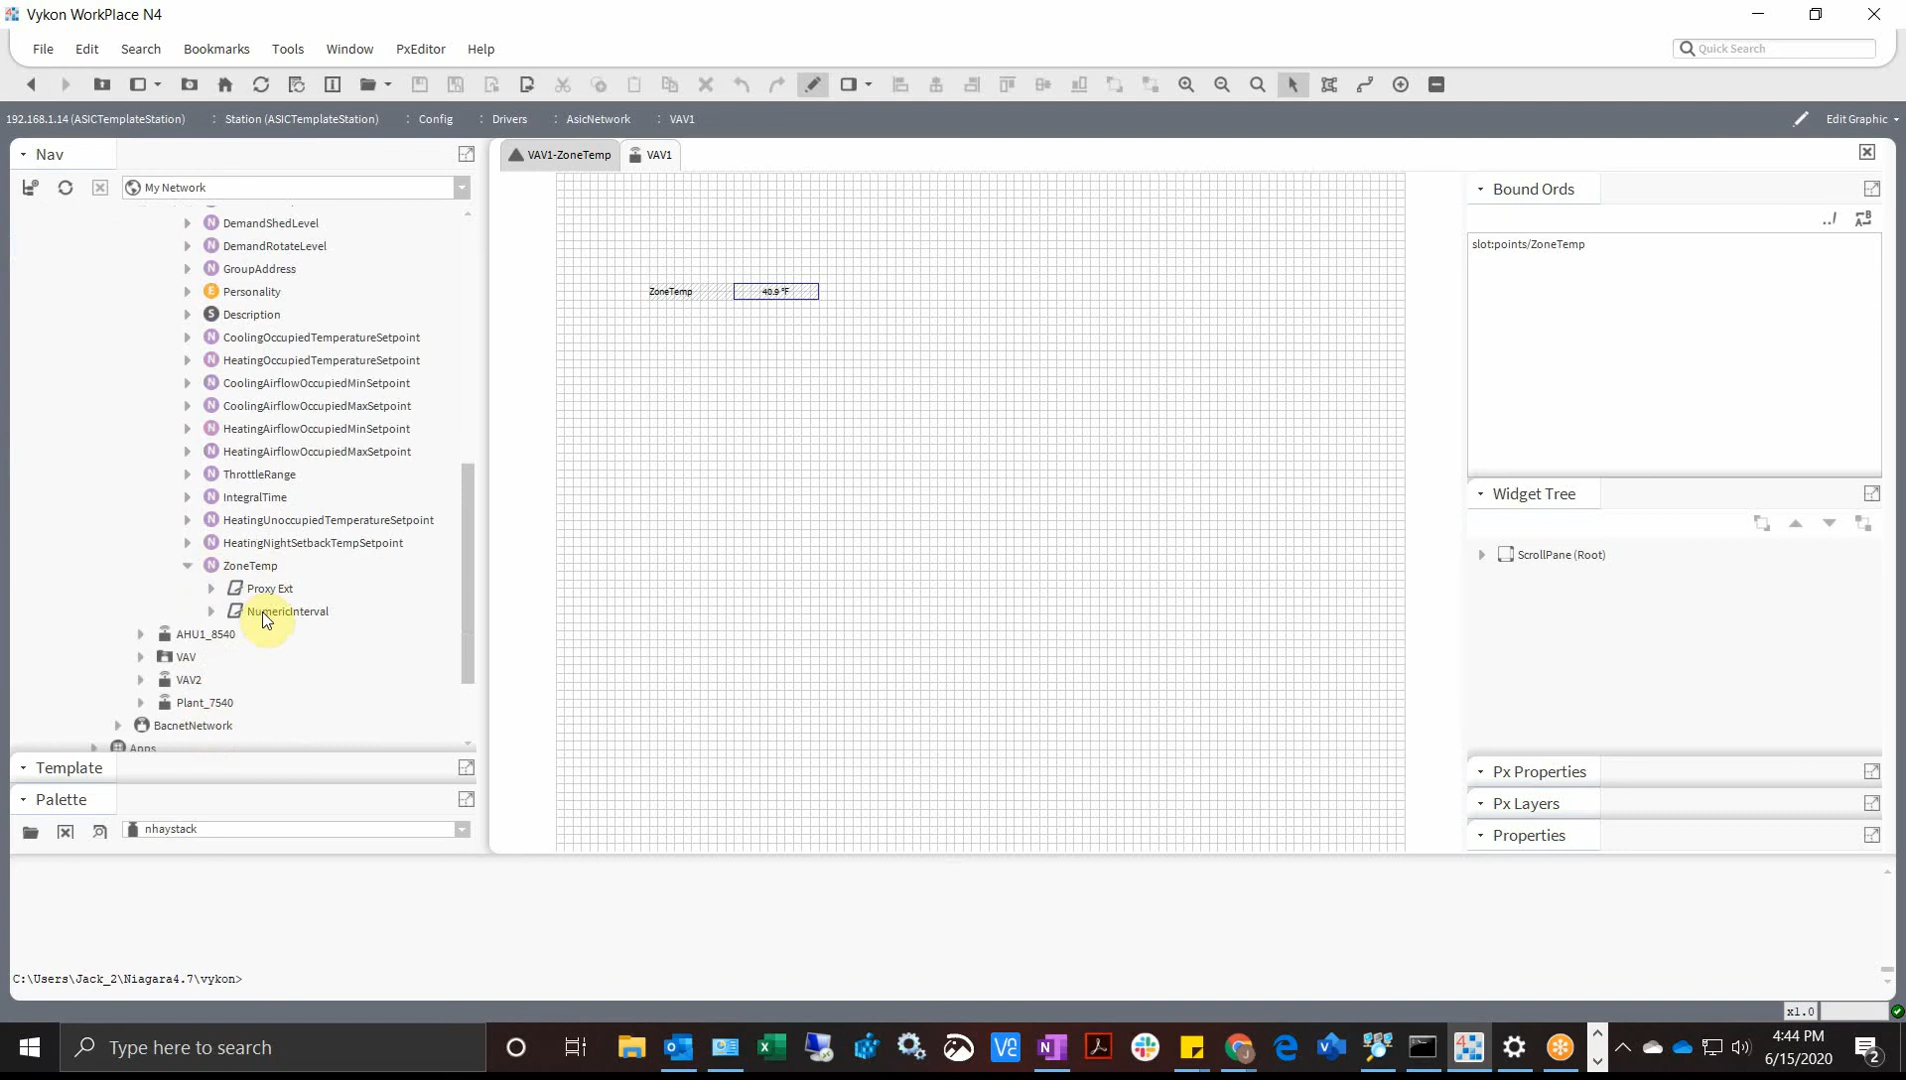 Vykon WorkPlace N4
File Edit Search Bookmarks Tools Window PxEditor Help
Quick Search
192.168.1.14 (ASICTemplateStation) : Station (ASICTemplateStation) : Config : Drivers : AsicNetwork : VAV1
Edit Graphic
Nav
My Network
DemandShedLevel
DemandRotateLevel
GroupAddress
Personality
Description
CoolingOccupiedTemperatureSetpoint
HeatingOccupiedTemperatureSetpoint
CoolingAirflowOccupiedMinSetpoint
CoolingAirflowOccupiedMaxSetpoint
HeatingAirflowOccupiedMinSetpoint
HeatingAirflowOccupiedMaxSetpoint
ThrottleRange
IntegralTime
HeatingUnoccupiedTemperatureSetpoint
HeatingNightSetbackTempSetpoint
ZoneTemp
Proxy Ext
NumericInterval
AHU1_8540
VAV
VAV2
Plant_7540
BacnetNetwork
Apps
Template
Palette
nhaystack
VAV1-ZoneTemp
VAV1
ZoneTemp
40.9 °F
Bound Ords
slot:points/ZoneTemp
Widget Tree
ScrollPane (Root)
Px Properties
Px Layers
Properties
C:\Users\Jack_2\Niagara4.7\vykon>
x1.0
Type here to search
4:44 PM
6/15/2020
2